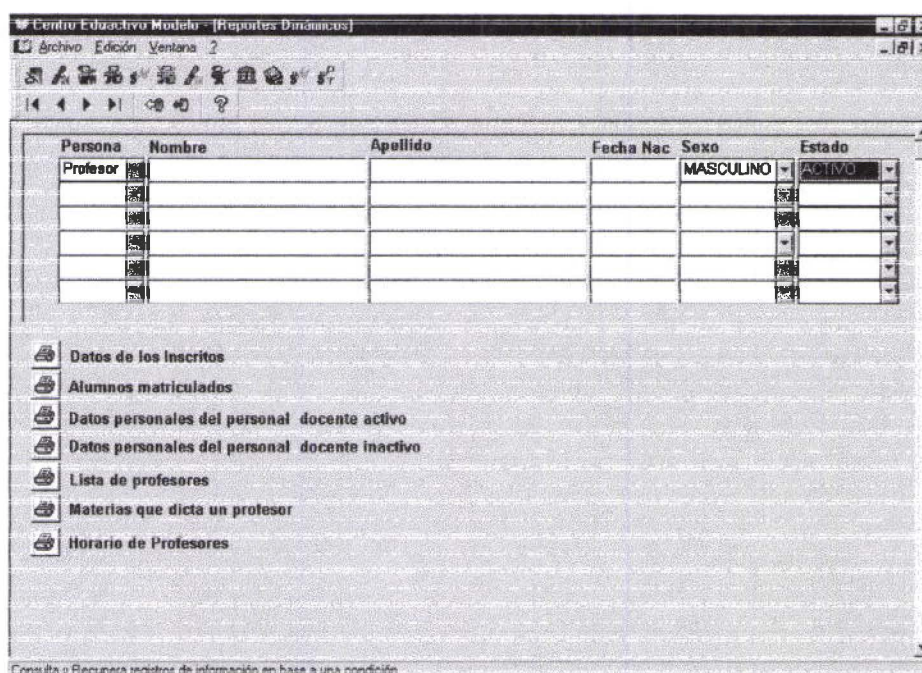 Centro Eduactivo Modelo - [Reportes Dinámicos]
Archivo Edición Ventana ?
Persona Nombre Apellido Fecha Nac Sexo Estado
Profesor MASCULINO ACTIVO
Datos de los Inscritos
Alumnos matriculados
Datos personales del personal docente activo
Datos personales del personal docente inactivo
Lista de profesores
Materias que dicta un profesor
Horario de Profesores
Consulta y Recupera registros de información en base a una condición